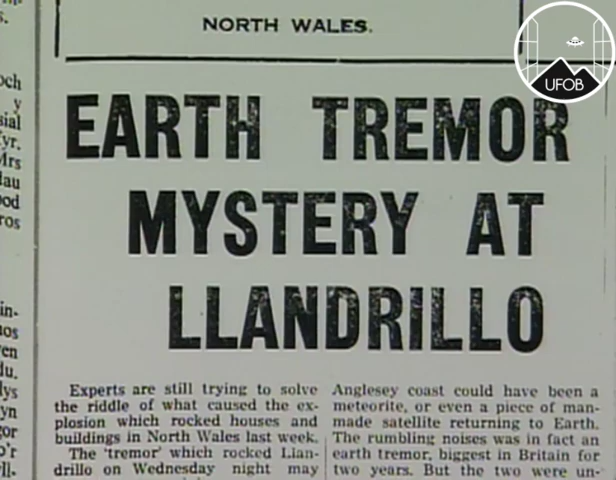 NORTH WALES.
UFOB
EARTH TREMOR
MYSTERY AT
LLANDRILLO
Experts are still trying to solve
the riddle of what caused the ex-
plosion which rocked houses and
buildings in North Wales last week.
The 'tremor' which rocked Llan-
drillo on Wednesday night may
Anglesey coast could have been a
meteorite, or even a piece of man-
made satellite returning to Earth.
The rumbling noises was in fact an
earth tremor, biggest in Britain for
two years. But the two were un-